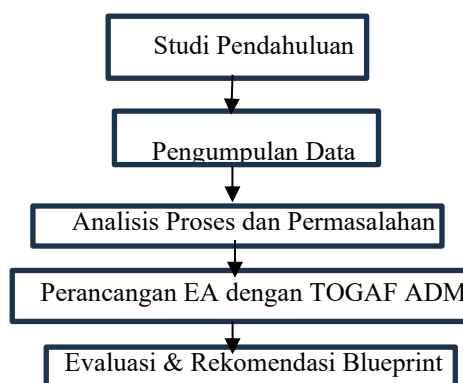 Studi Pendahuluan
Pengumpulan Data
Analisis Proses dan Permasalahan
Perancangan EA dengan TOGAF ADM
Evaluasi & Rekomendasi Blueprint